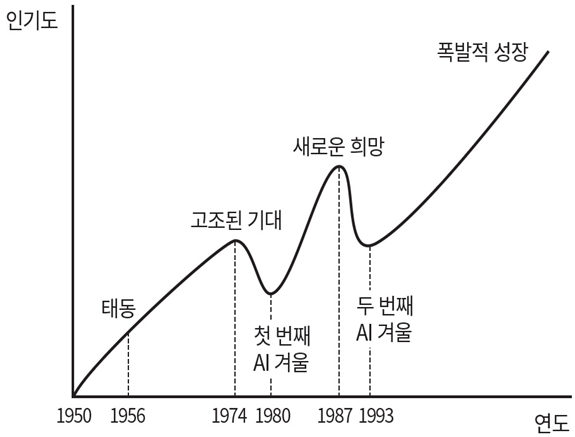 인기도
폭발적 성장
새로운 희망
고조된 기대
태동
두 번째
AI 겨울
첫 번째
AI 겨울
1950 1956 1974 1980 1987 1993
연도